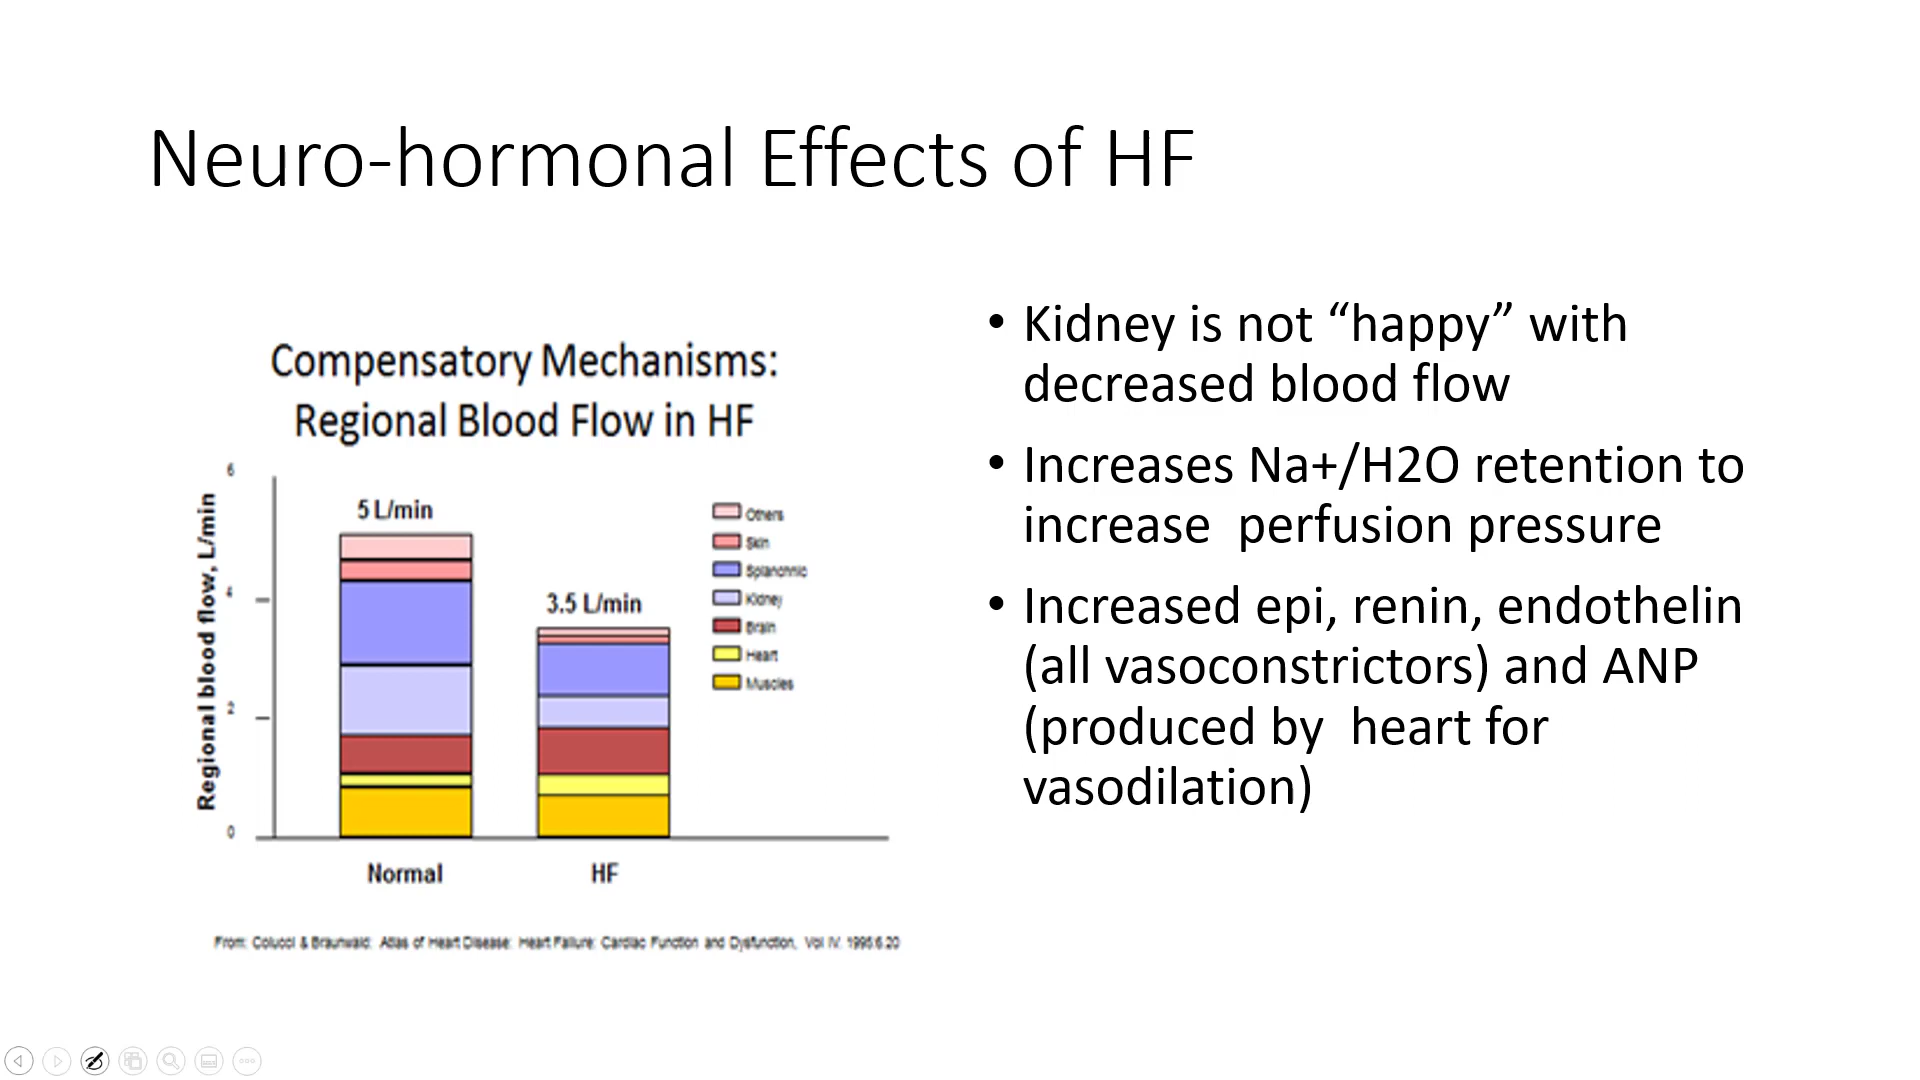 Neuro-hormonal Effects of HF
Compensatory Mechanisms:
Regional Blood Flow in HF
Regional blood flow, L/min
6
4
2
0
5 L/min
3.5 L/min
Normal
HF
Others
Skin
Splanchnic
Kidney
Brain
Heart
Muscles
From: Colucci & Braunwald: Atlas of Heart Disease: Heart Failure: Cardiac Function and Dysfunction, Vol IV. 1995:6.20
• Kidney is not “happy” with
decreased blood flow
• Increases Na+/H2O retention to
increase perfusion pressure
• Increased epi, renin, endothelin
(all vasoconstrictors) and ANP
(produced by heart for
vasodilation)